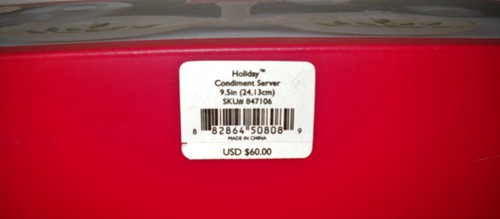 Holiday™
Condiment Server
9.5in (24.13cm)
SKU# 847106
8 82864 50808 9
MADE IN CHINA
USD $60.00